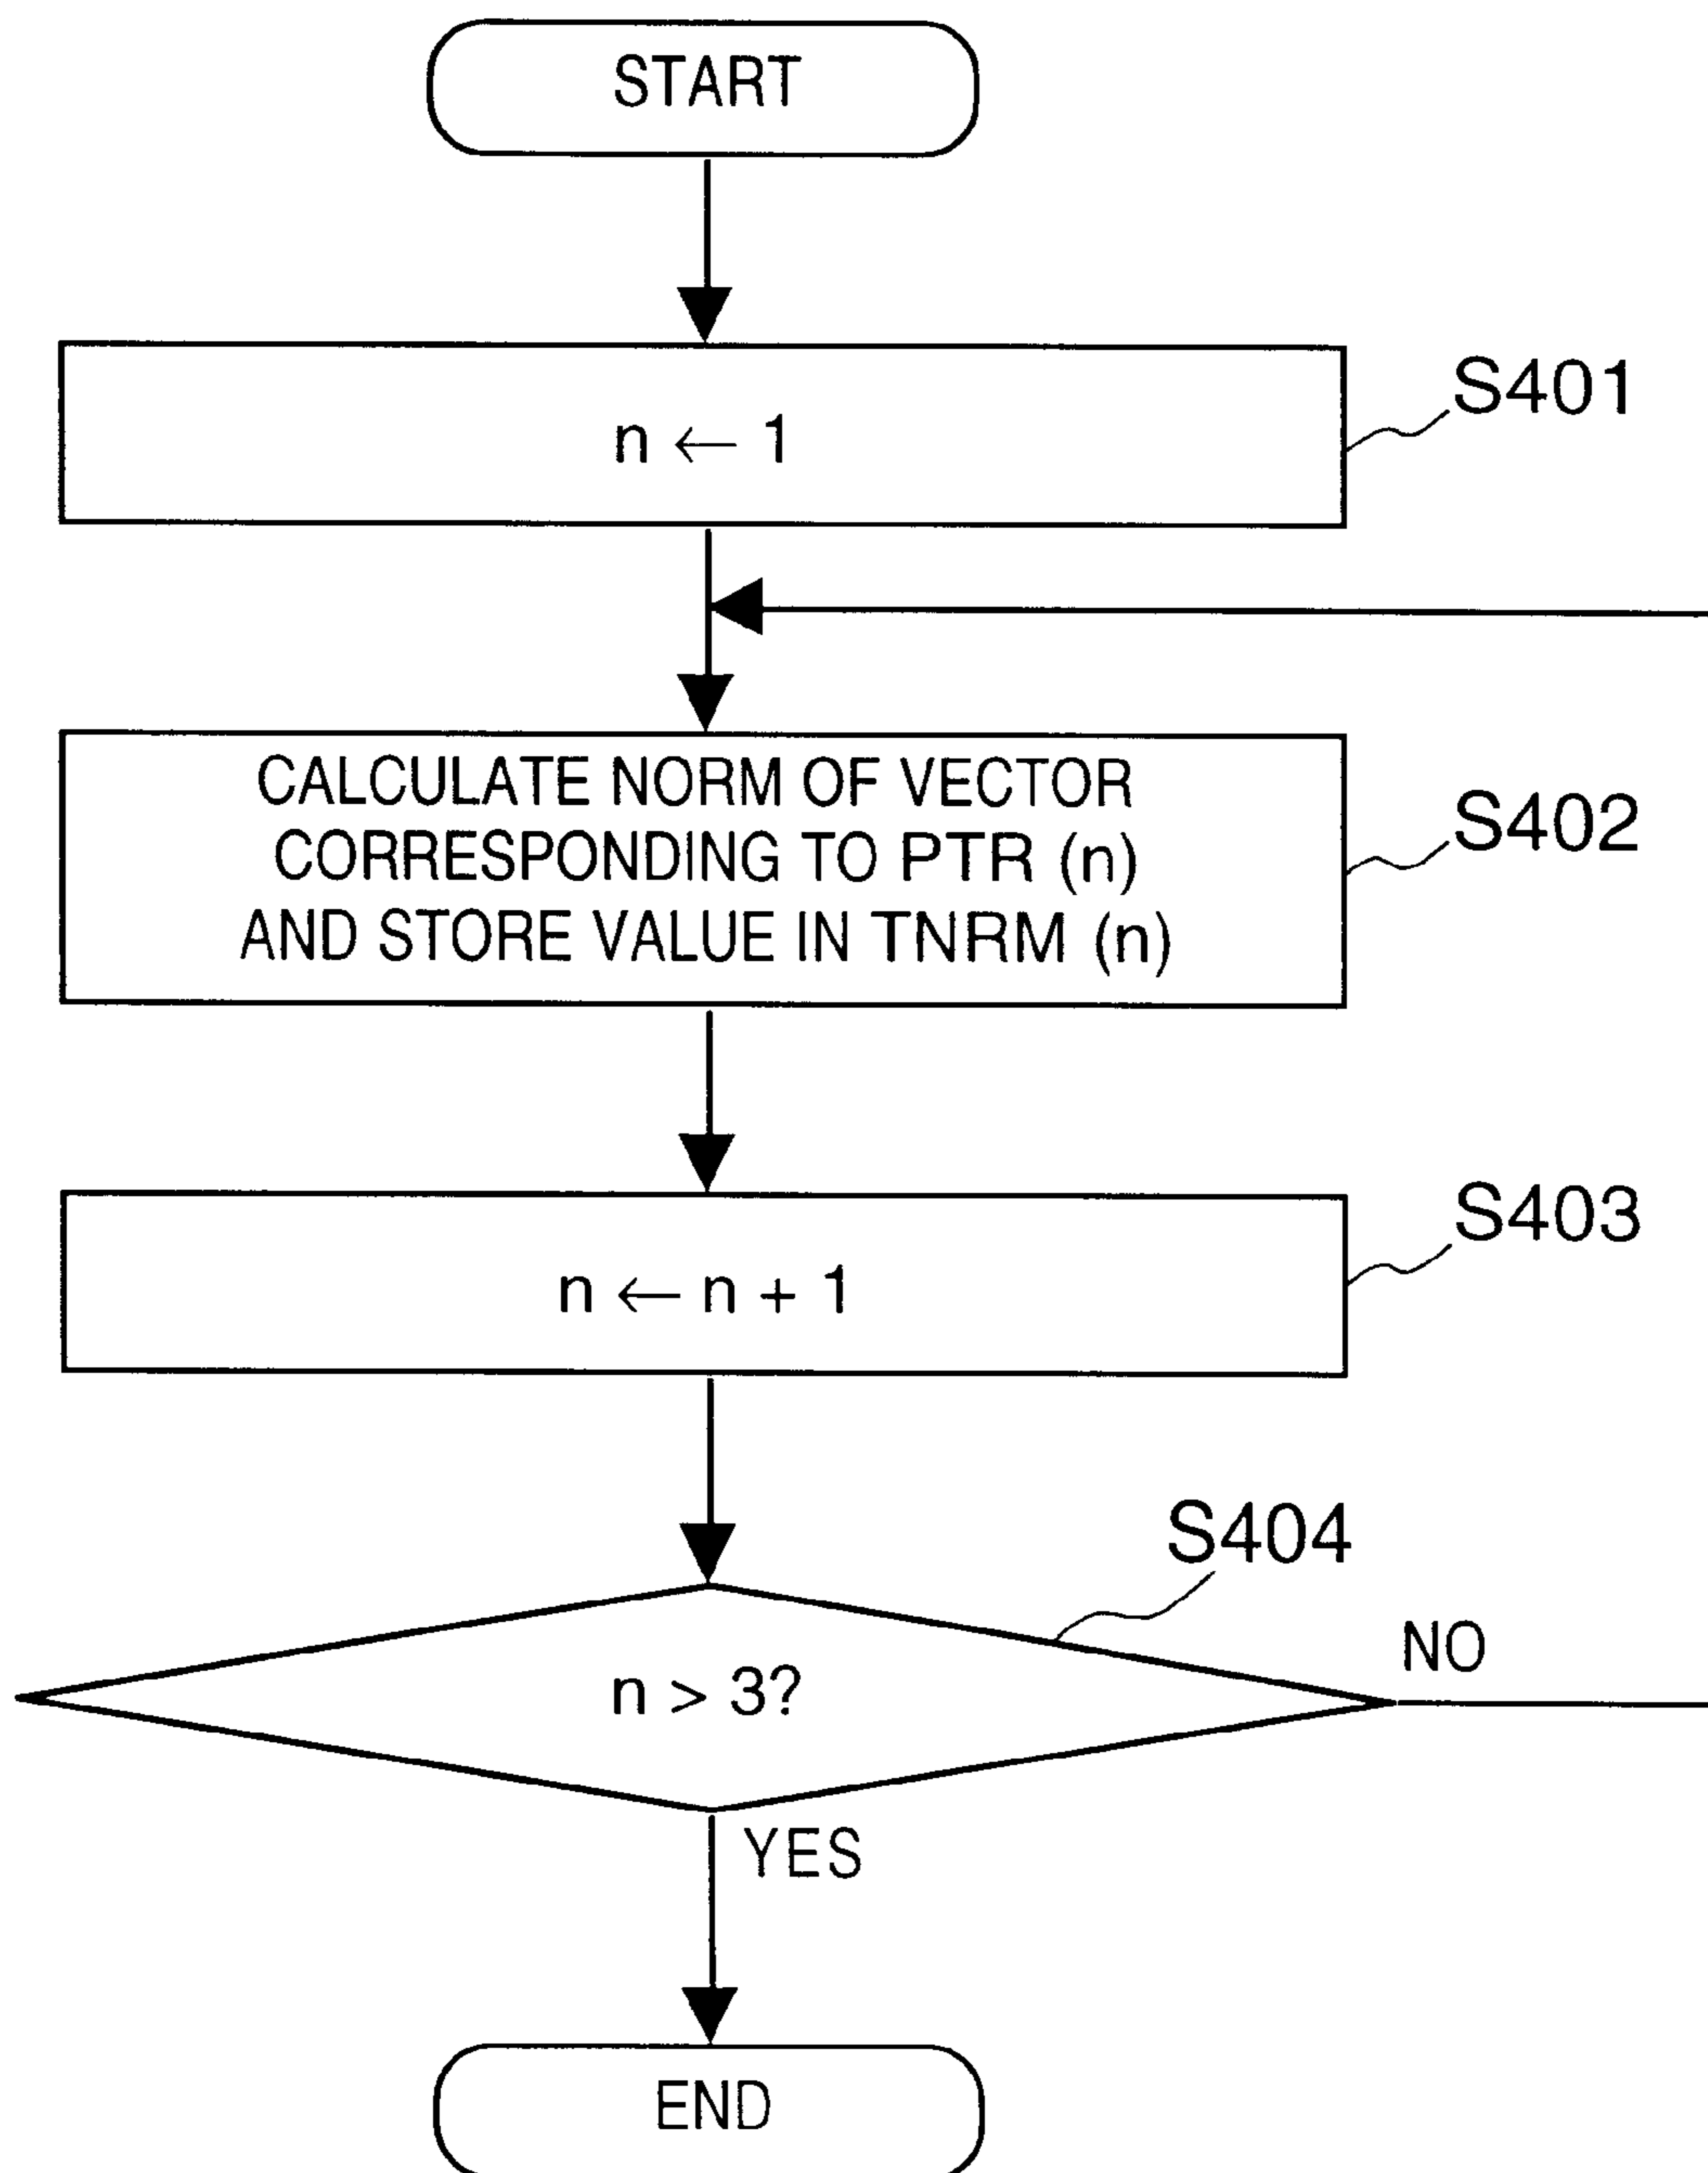 START
n ← 1
S401
CALCULATE NORM OF VECTOR
CORRESPONDING TO PTR (n)
AND STORE VALUE IN TNRM (n)
S402
n ← n + 1
S403
S404
n > 3?
NO
YES
END